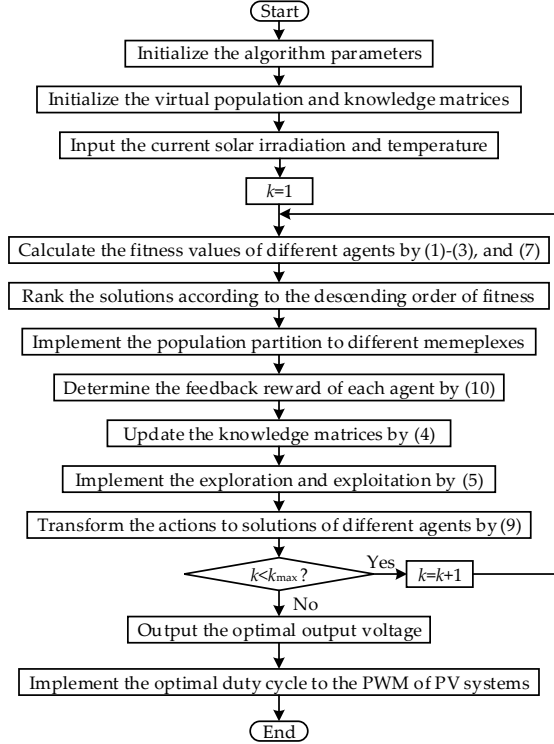 Start
Initialize the algorithm parameters
Initialize the virtual population and knowledge matrices
Input the current solar irradiation and temperature
k=1
Calculate the fitness values of different agents by (1)-(3), and (7)
Rank the solutions according to the descending order of fitness
Implement the population partition to different memeplexes
Determine the feedback reward of each agent by (10)
Update the knowledge matrices by (4)
Implement the exploration and exploitation by (5)
Transform the actions to solutions of different agents by (9)
k<kmax?
Yes
k=k+1
No
Output the optimal output voltage
Implement the optimal duty cycle to the PWM of PV systems
End